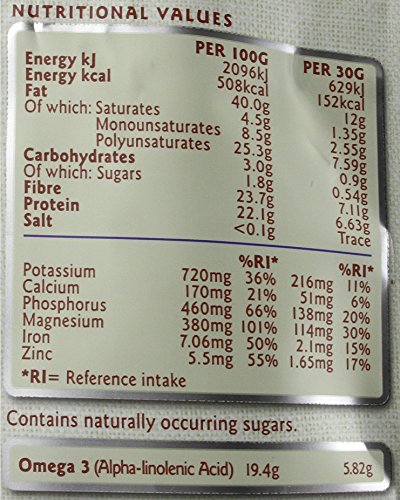 NUTRITIONAL VALUES
PER 100G PER 30G
Energy kJ 2096kJ 629kJ
Energy kcal 508kcal 152kcal
Fat 40.0g 12g
Of which: Saturates 4.5g 1.35g
Monounsaturates 8.5g 2.55g
Polyunsaturates 25.3g 7.59g
Carbohydrates 3.0g 0.9g
Of which: Sugars 1.8g 0.54g
Fibre 23.7g 7.11g
Protein 22.1g 6.63g
Salt <0.1g Trace
%RI* %RI*
Potassium 720mg 36% 216mg 11%
Calcium 170mg 21% 51mg 6%
Phosphorus 460mg 66% 138mg 20%
Magnesium 380mg 101% 114mg 30%
Iron 7.06mg 50% 2.1mg 15%
Zinc 5.5mg 55% 1.65mg 17%
*RI= Reference intake
Contains naturally occurring sugars.
Omega 3 (Alpha-linolenic Acid) 19.4g 5.82g